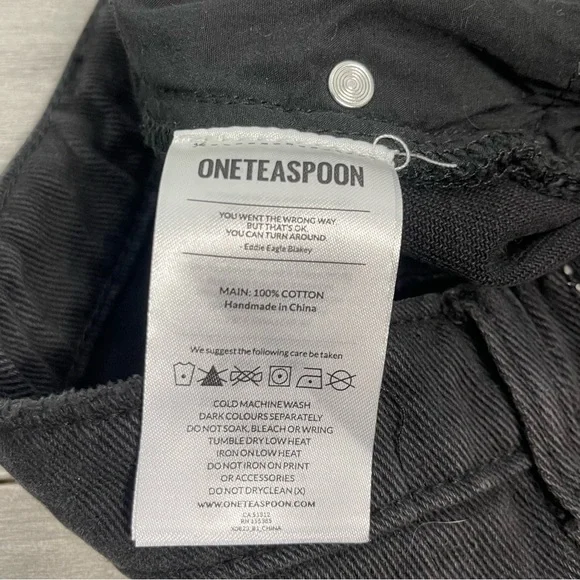 ONETEASPOON
YOU WENT THE WRONG WAY.
BUT THAT'S OK.
YOU CAN TURN AROUND.
- Eddie Eagle Blakey
MAIN: 100% COTTON
Handmade in China
We suggest the following care be taken
COLD MACHINE WASH
DARK COLOURS SEPARATELY
DO NOT SOAK, BLEACH OR WRING
TUMBLE DRY LOW HEAT
IRON ON LOW HEAT
DO NOT IRON ON PRINT
OR ACCESSORIES
DO NOT DRYCLEAN (X)
WWW.ONETEASPOON.COM
CA
RN
CHINA